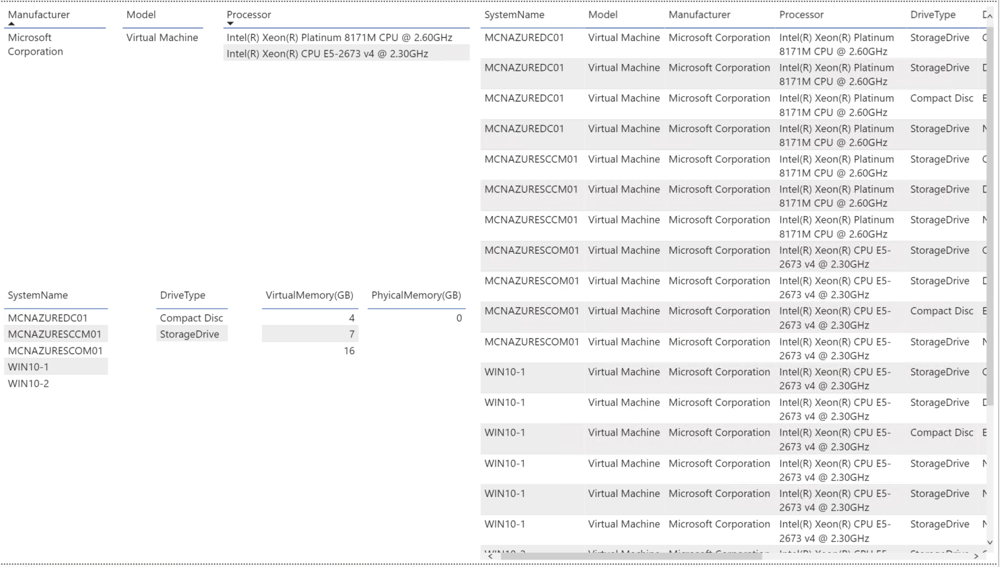 Manufacturer Model Processor
Microsoft Corporation Virtual Machine Intel(R) Xeon(R) Platinum 8171M CPU @ 2.60GHz
Intel(R) Xeon(R) CPU E5-2673 v4 @ 2.30GHz
SystemName DriveType VirtualMemory(GB) PhyicalMemory(GB)
MCNAZUREDC01 Compact Disc 4 0
MCNAZURESCCM01 StorageDrive 7
MCNAZURESCOM01 16
WIN10-1
WIN10-2
SystemName Model Manufacturer Processor DriveType
MCNAZUREDC01 Virtual Machine Microsoft Corporation Intel(R) Xeon(R) Platinum StorageDrive
8171M CPU @ 2.60GHz
MCNAZUREDC01 Virtual Machine Microsoft Corporation Intel(R) Xeon(R) Platinum StorageDrive
8171M CPU @ 2.60GHz
MCNAZUREDC01 Virtual Machine Microsoft Corporation Intel(R) Xeon(R) Platinum Compact Disc
8171M CPU @ 2.60GHz
MCNAZUREDC01 Virtual Machine Microsoft Corporation Intel(R) Xeon(R) Platinum StorageDrive
8171M CPU @ 2.60GHz
MCNAZURESCCM01 Virtual Machine Microsoft Corporation Intel(R) Xeon(R) Platinum StorageDrive
8171M CPU @ 2.60GHz
MCNAZURESCCM01 Virtual Machine Microsoft Corporation Intel(R) Xeon(R) Platinum StorageDrive
8171M CPU @ 2.60GHz
MCNAZURESCCM01 Virtual Machine Microsoft Corporation Intel(R) Xeon(R) Platinum StorageDrive
8171M CPU @ 2.60GHz
MCNAZURESCOM01 Virtual Machine Microsoft Corporation Intel(R) Xeon(R) CPU E5- StorageDrive
2673 v4 @ 2.30GHz
MCNAZURESCOM01 Virtual Machine Microsoft Corporation Intel(R) Xeon(R) CPU E5- StorageDrive
2673 v4 @ 2.30GHz
MCNAZURESCOM01 Virtual Machine Microsoft Corporation Intel(R) Xeon(R) CPU E5- Compact Disc
2673 v4 @ 2.30GHz
MCNAZURESCOM01 Virtual Machine Microsoft Corporation Intel(R) Xeon(R) CPU E5- StorageDrive
2673 v4 @ 2.30GHz
WIN10-1 Virtual Machine Microsoft Corporation Intel(R) Xeon(R) CPU E5- StorageDrive
2673 v4 @ 2.30GHz
WIN10-1 Virtual Machine Microsoft Corporation Intel(R) Xeon(R) CPU E5- StorageDrive
2673 v4 @ 2.30GHz
WIN10-1 Virtual Machine Microsoft Corporation Intel(R) Xeon(R) CPU E5- Compact Disc
2673 v4 @ 2.30GHz
WIN10-1 Virtual Machine Microsoft Corporation Intel(R) Xeon(R) CPU E5- StorageDrive
2673 v4 @ 2.30GHz
WIN10-1 Virtual Machine Microsoft Corporation Intel(R) Xeon(R) CPU E5- StorageDrive
2673 v4 @ 2.30GHz
WIN10-1 Virtual Machine Microsoft Corporation Intel(R) Xeon(R) CPU E5- StorageDrive
2673 v4 @ 2.30GHz